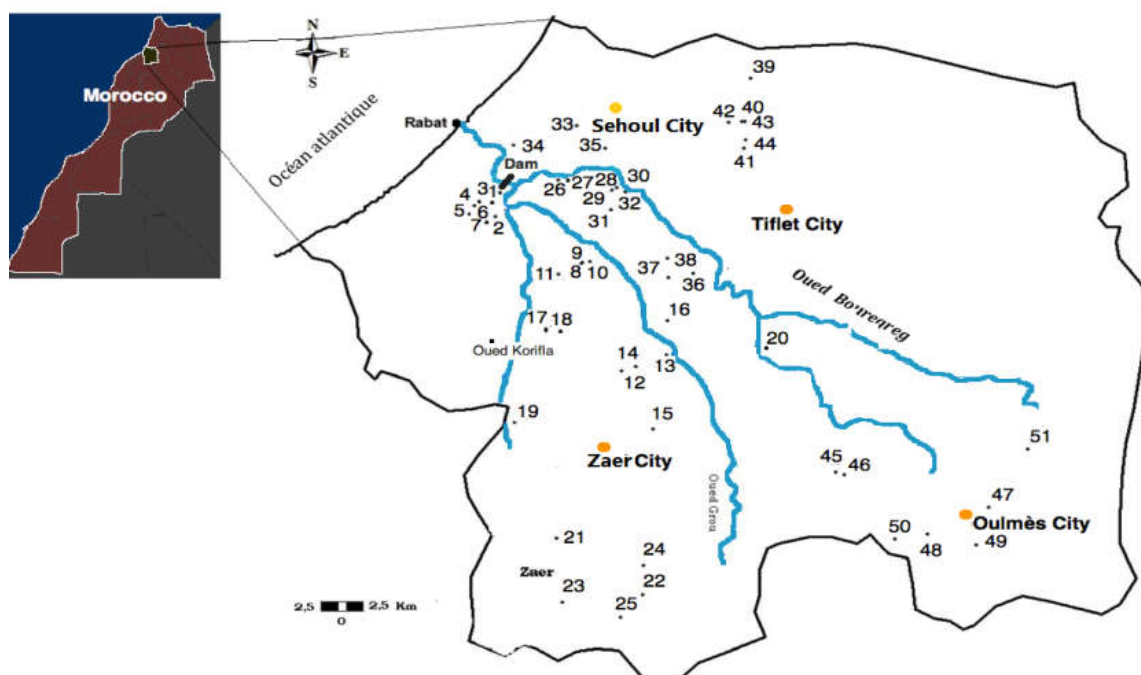 N
E
S
Morocco
Océan atlantique
Rabat
39
42 40
43
44
41
33
Sehoul City
34
35
Dam
3 1
4
5 6
7 2
26 27 28 30
29
31 32
Tiflet City
9
8 10
11
37 38
36
16
Oued Boureqreg
17 18
Oued Korifla
20
14 13
12
19
15
Zaer City
45 46
51
Oued Grou
47
Oulmès City
50 48 49
21
24
Zaer
23
22
25
2,5 2,5 Km
0